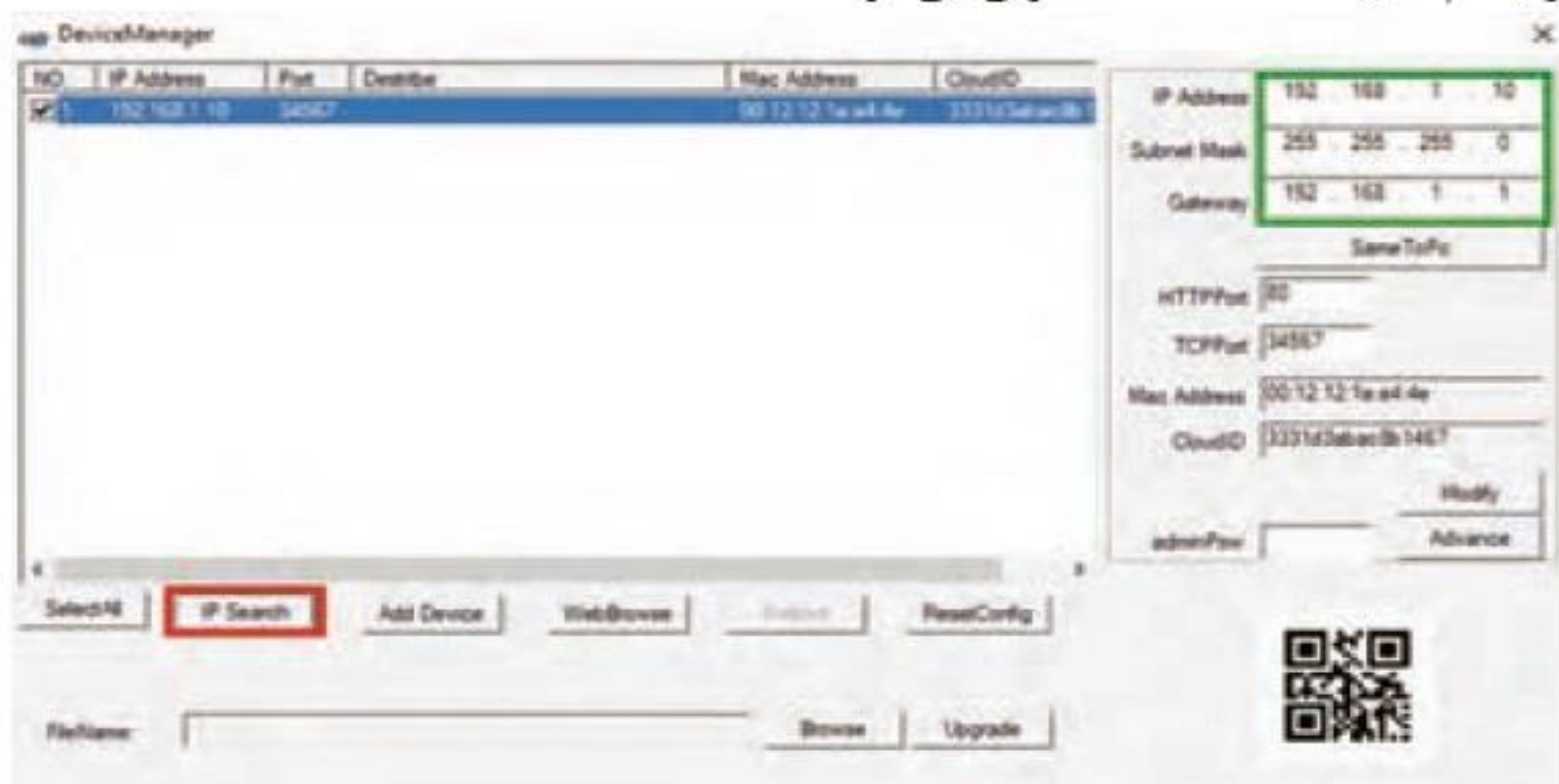 DeviceManager
NO IP Address Port Destribe Mac Address CloudID
1 192.168.1.10 34567 00:12:12:1a:a4:4e
IP Address 192 . 168 . 1 . 10
Subnet Mask 255 . 255 . 255 . 0
Gateway 192 . 168 . 1 . 1
SameToPc
HTTPPort 80
TCPPort 34567
Mac Address 00:12:12:1a:a4:4e
CloudID
Modify
adminPsw Advance
SelectAll IP Search Add Device WebBrowse ResetConfig
FileName: Browse Upgrade